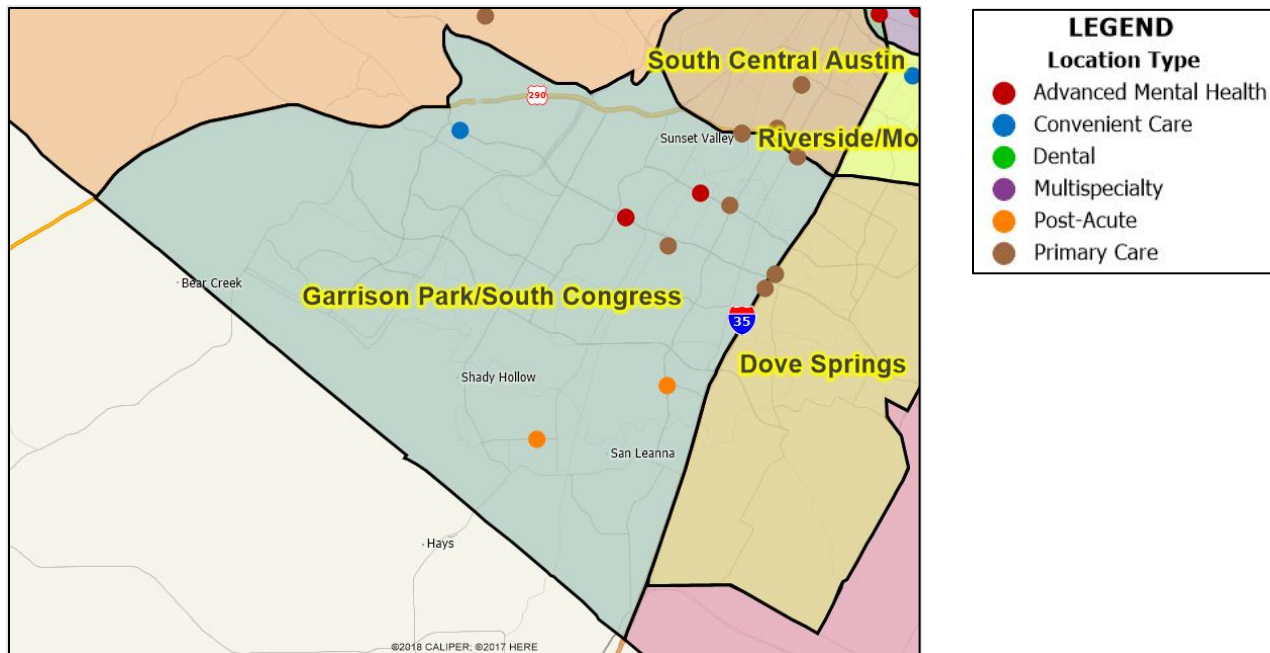 South Central Austin
290
Sunset Valley
Riverside/Mo
Bear Creek
Garrison Park/South Congress
35
Dove Springs
Shady Hollow
San Leanna
Hays
©2018 CALIPER; ©2017 HERE
LEGEND
Location Type
Advanced Mental Health
Convenient Care
Dental
Multispecialty
Post-Acute
Primary Care